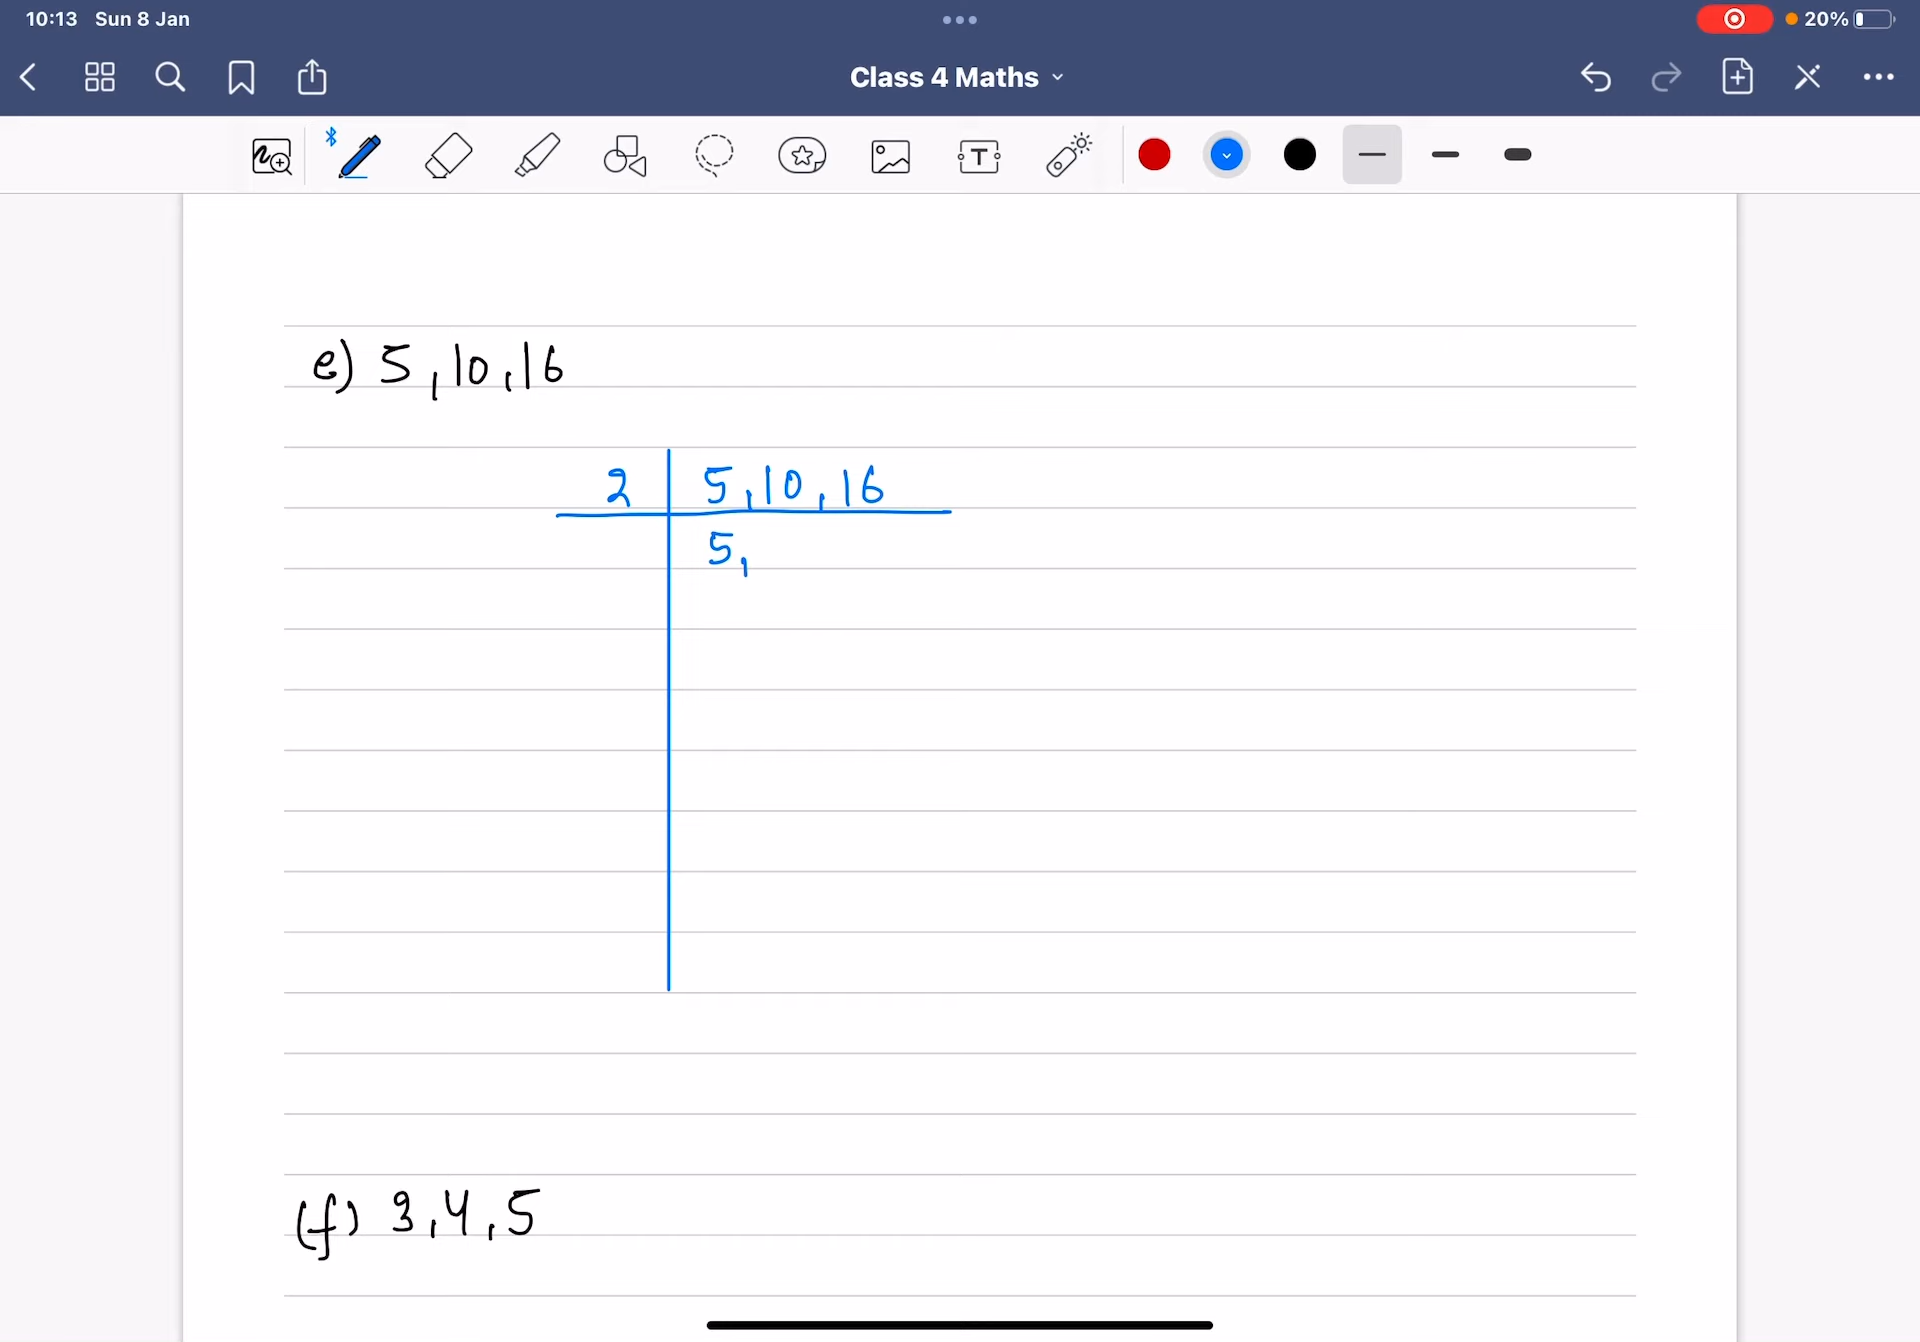 10:13 Sun 8 Jan 20%
Class 4 Maths
T
e) 5, 10, 16
2 5, 10, 16
5,
(f) 3, 4, 5